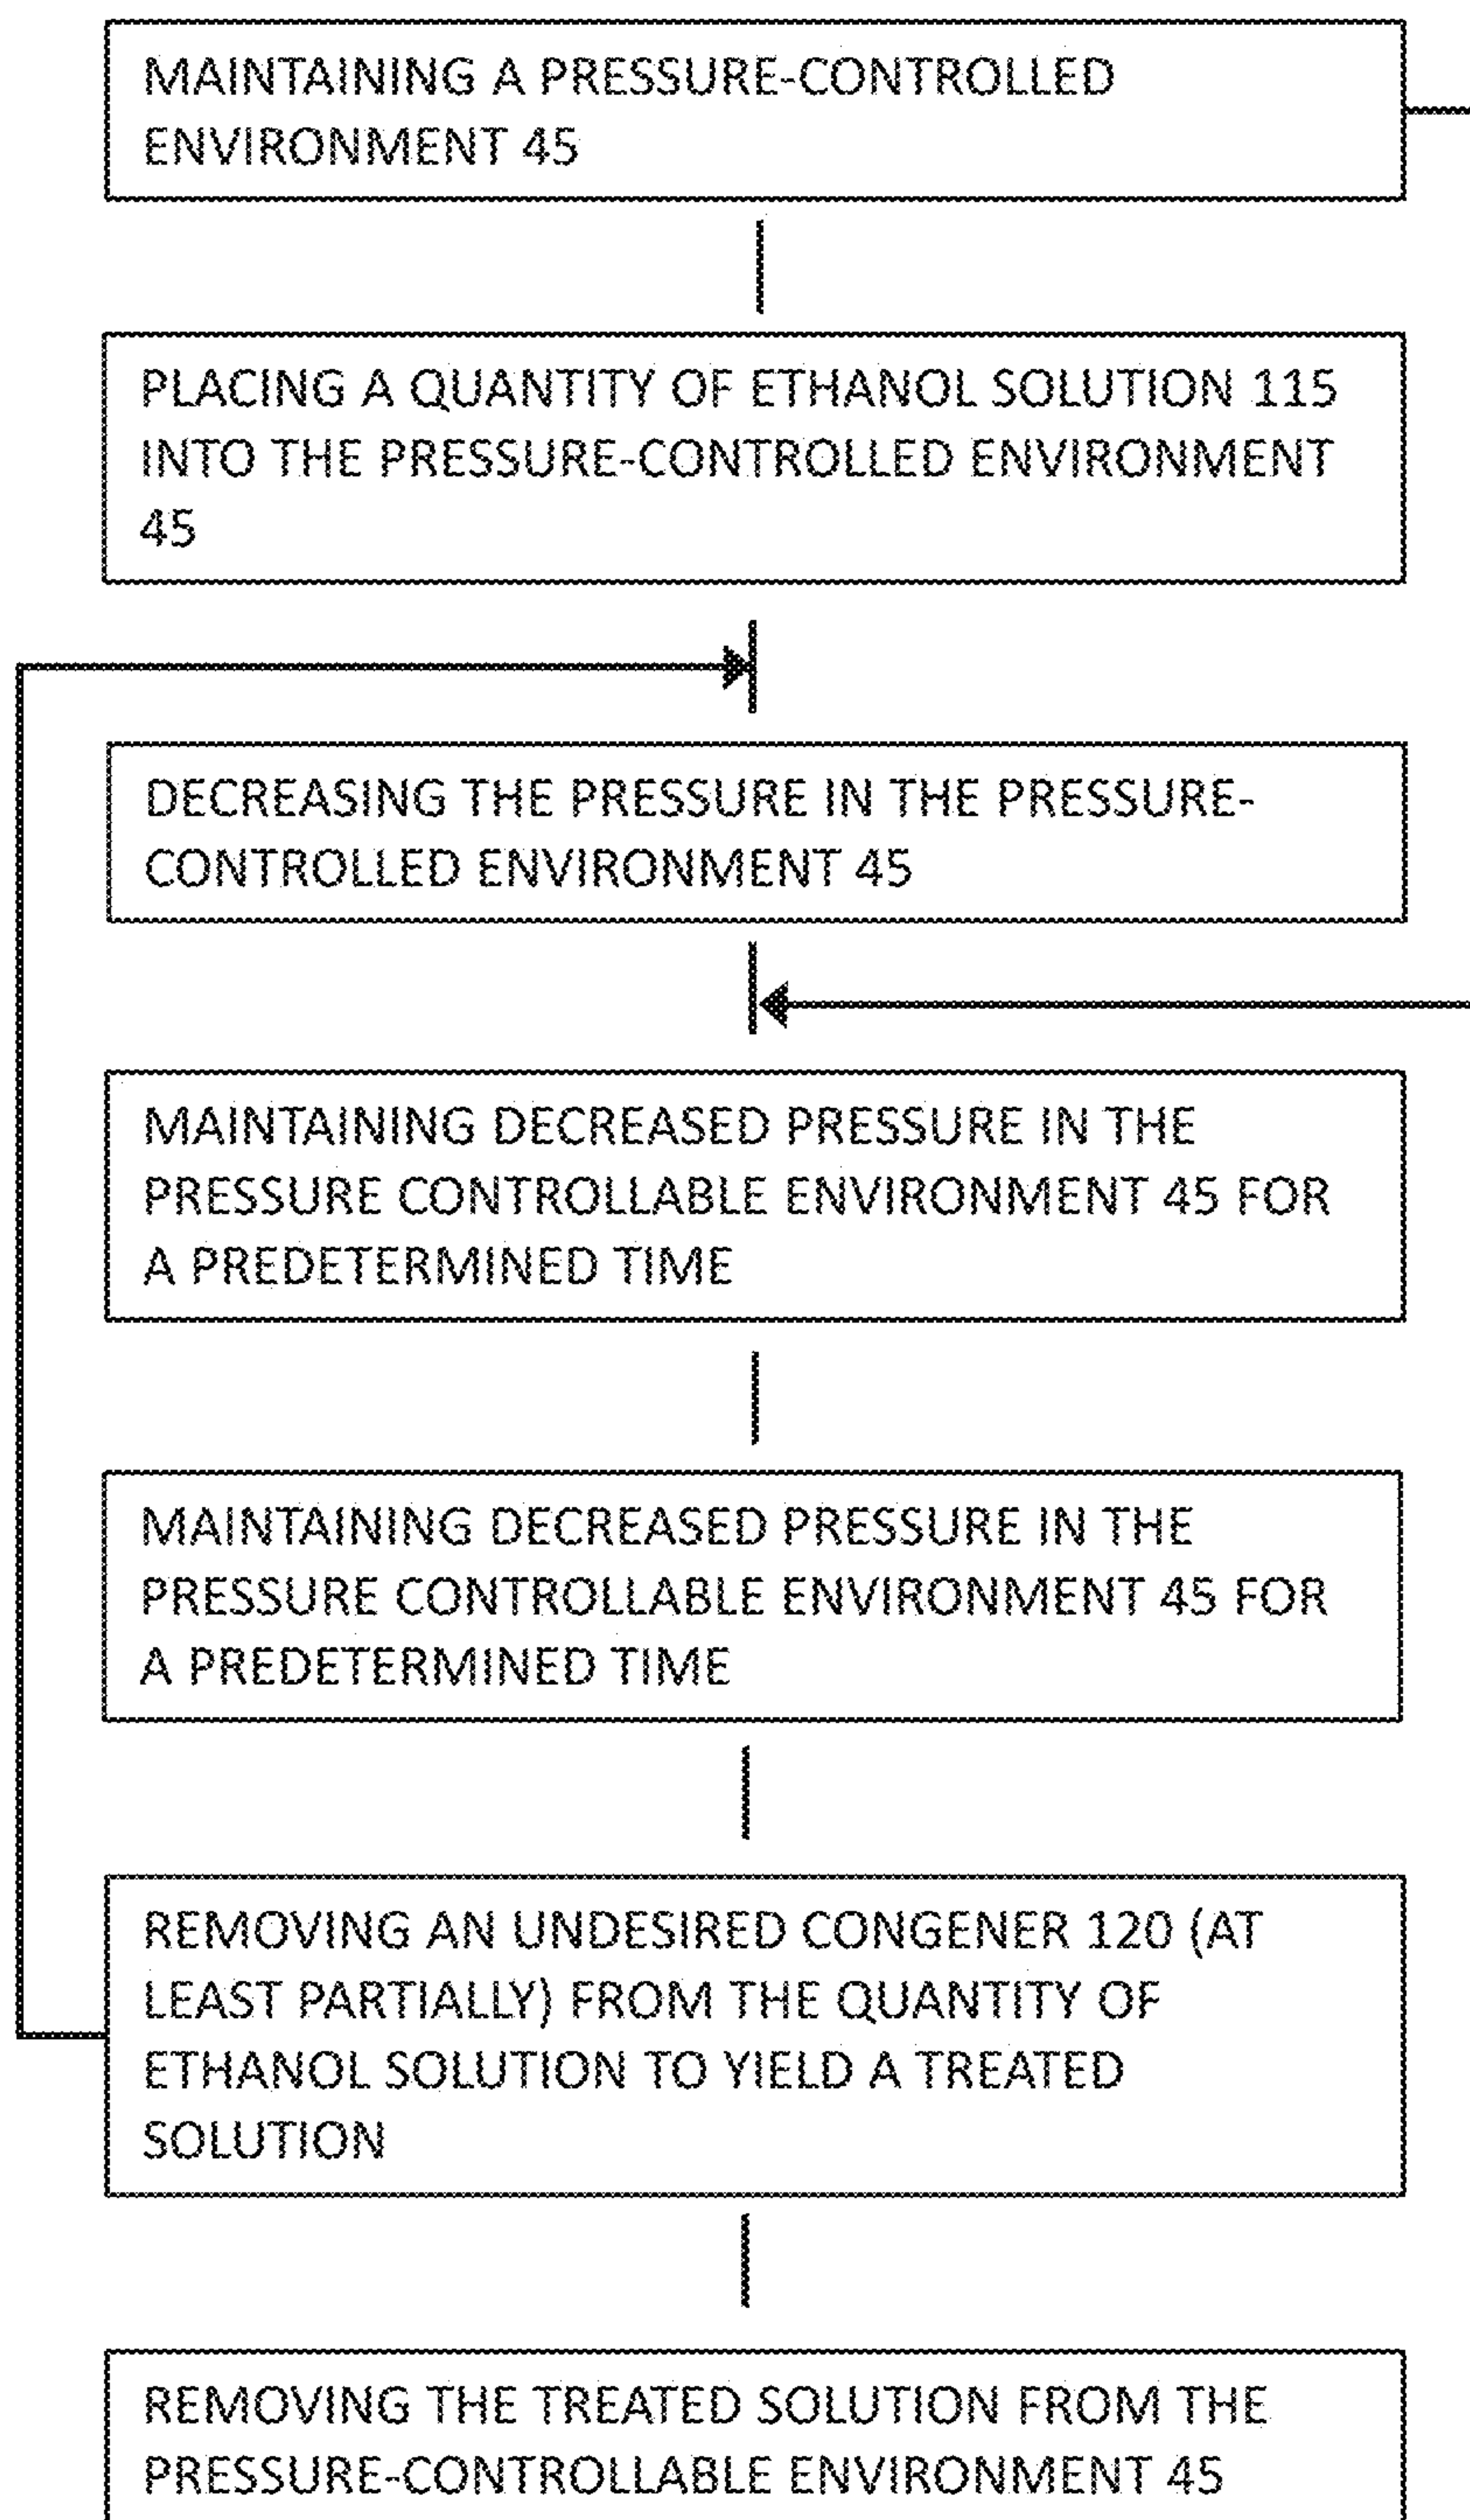 MAINTAINING A PRESSURE-CONTROLLED
ENVIRONMENT 45
PLACING A QUANTITY OF ETHANOL SOLUTION 115
INTO THE PRESSURE-CONTROLLED ENVIRONMENT
45
DECREASING THE PRESSURE IN THE PRESSURE-
CONTROLLED ENVIRONMENT 45
MAINTAINING DECREASED PRESSURE IN THE
PRESSURE CONTROLLABLE ENVIRONMENT 45 FOR
A PREDETERMINED TIME
MAINTAINING DECREASED PRESSURE IN THE
PRESSURE CONTROLLABLE ENVIRONMENT 45 FOR
A PREDETERMINED TIME
REMOVING AN UNDESIRED CONGENER 120 (AT
LEAST PARTIALLY) FROM THE QUANTITY OF
ETHANOL SOLUTION TO YIELD A TREATED
SOLUTION
REMOVING THE TREATED SOLUTION FROM THE
PRESSURE-CONTROLLABLE ENVIRONMENT 45